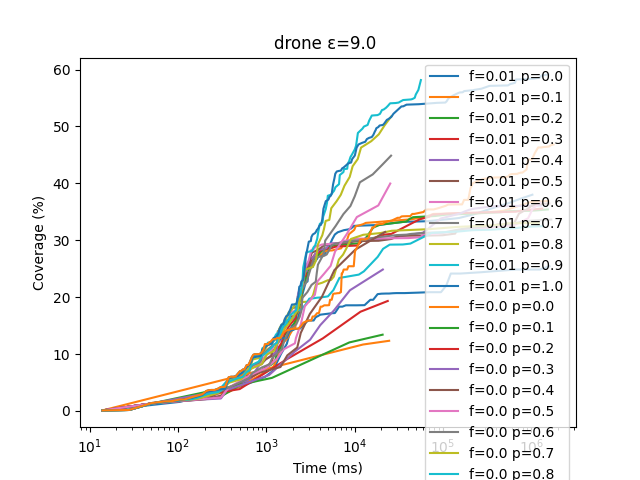 drone ε=9.0
Coverage (%)
60
50
40
30
20
10
0
10¹
10²
10³
10⁴
10⁵
10⁶
Time (ms)
f=0.01 p=0.0
f=0.01 p=0.1
f=0.01 p=0.2
f=0.01 p=0.3
f=0.01 p=0.4
f=0.01 p=0.5
f=0.01 p=0.6
f=0.01 p=0.7
f=0.01 p=0.8
f=0.01 p=0.9
f=0.01 p=1.0
f=0.0 p=0.0
f=0.0 p=0.1
f=0.0 p=0.2
f=0.0 p=0.3
f=0.0 p=0.4
f=0.0 p=0.5
f=0.0 p=0.6
f=0.0 p=0.7
f=0.0 p=0.8